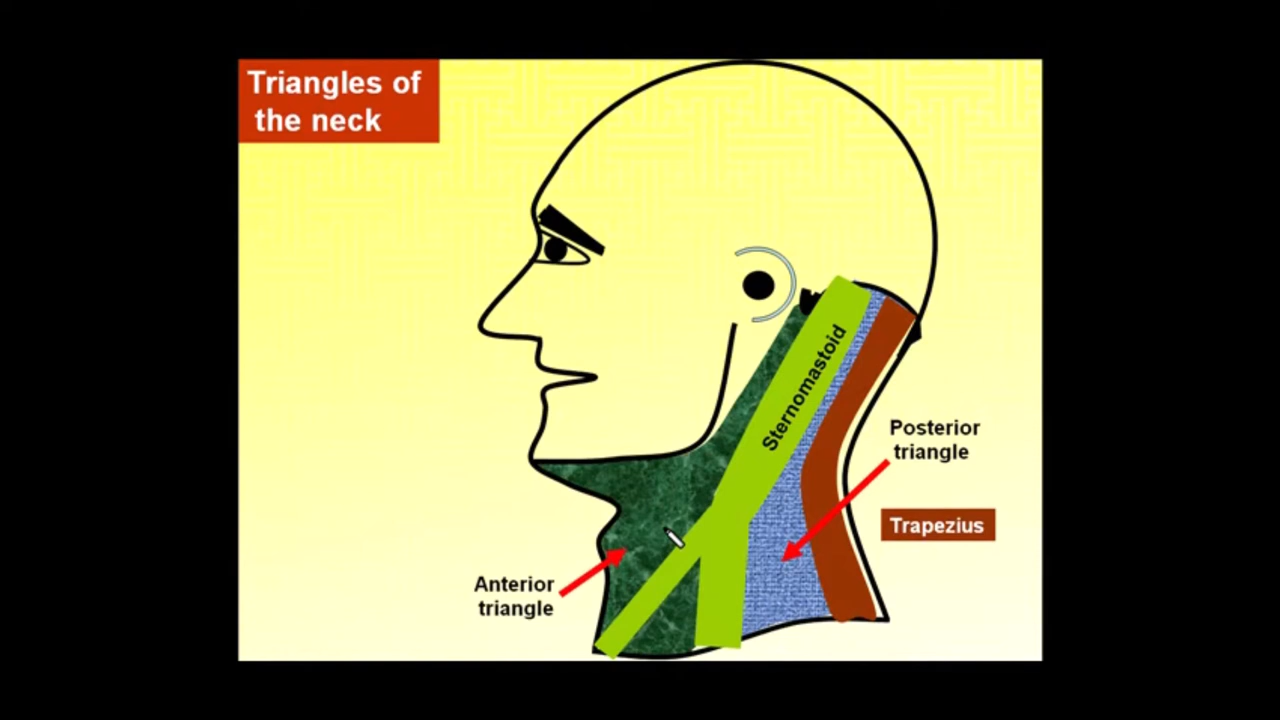 Triangles of
the neck
Sternomastoid
Posterior
triangle
Trapezius
Anterior
triangle